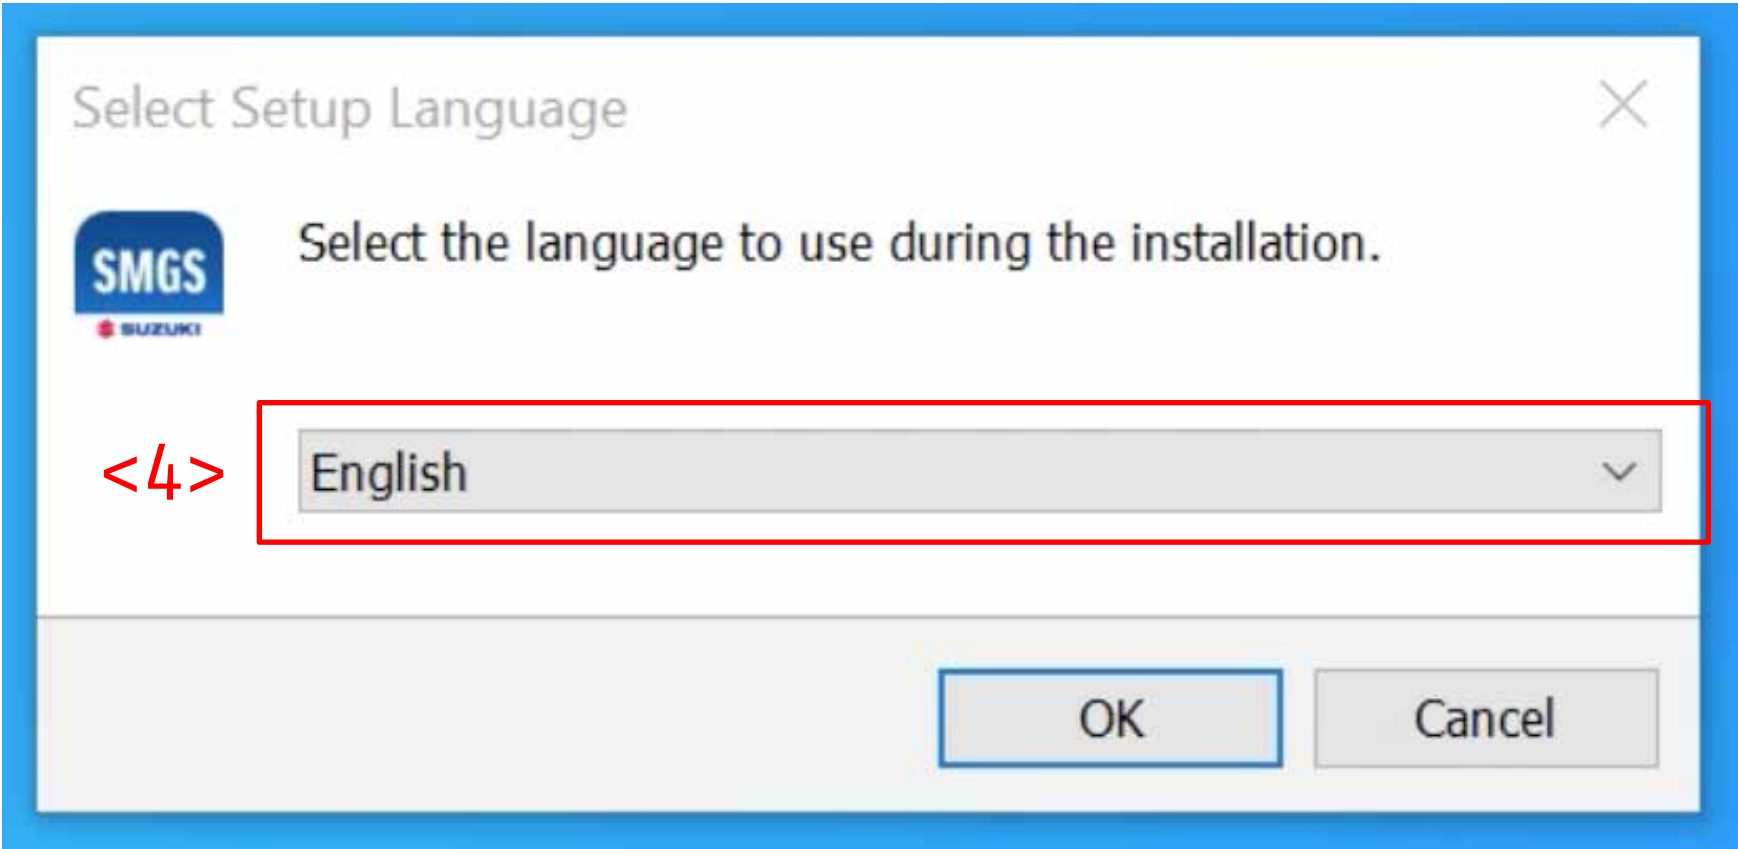 Select Setup Language
SMGS
SUZUKI
Select the language to use during the installation.
<4>
English
OK
Cancel